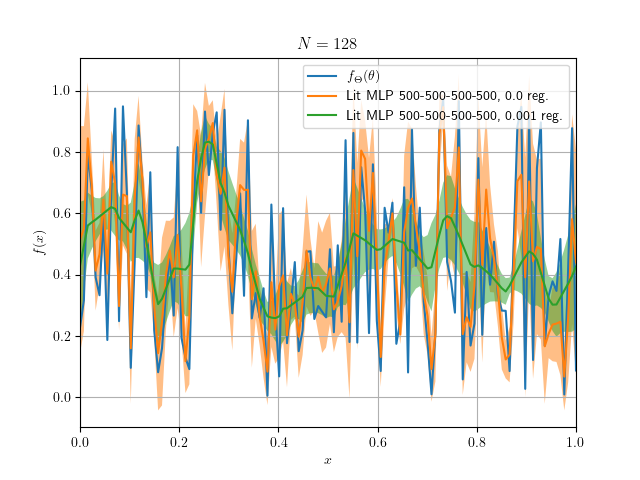 N = 128
f_Θ(θ)
Lit MLP 500-500-500-500, 0.0 reg.
Lit MLP 500-500-500-500, 0.001 reg.
1.0
0.8
0.6
0.4
0.2
0.0
f(x)
0.0 0.2 0.4 0.6 0.8 1.0
x